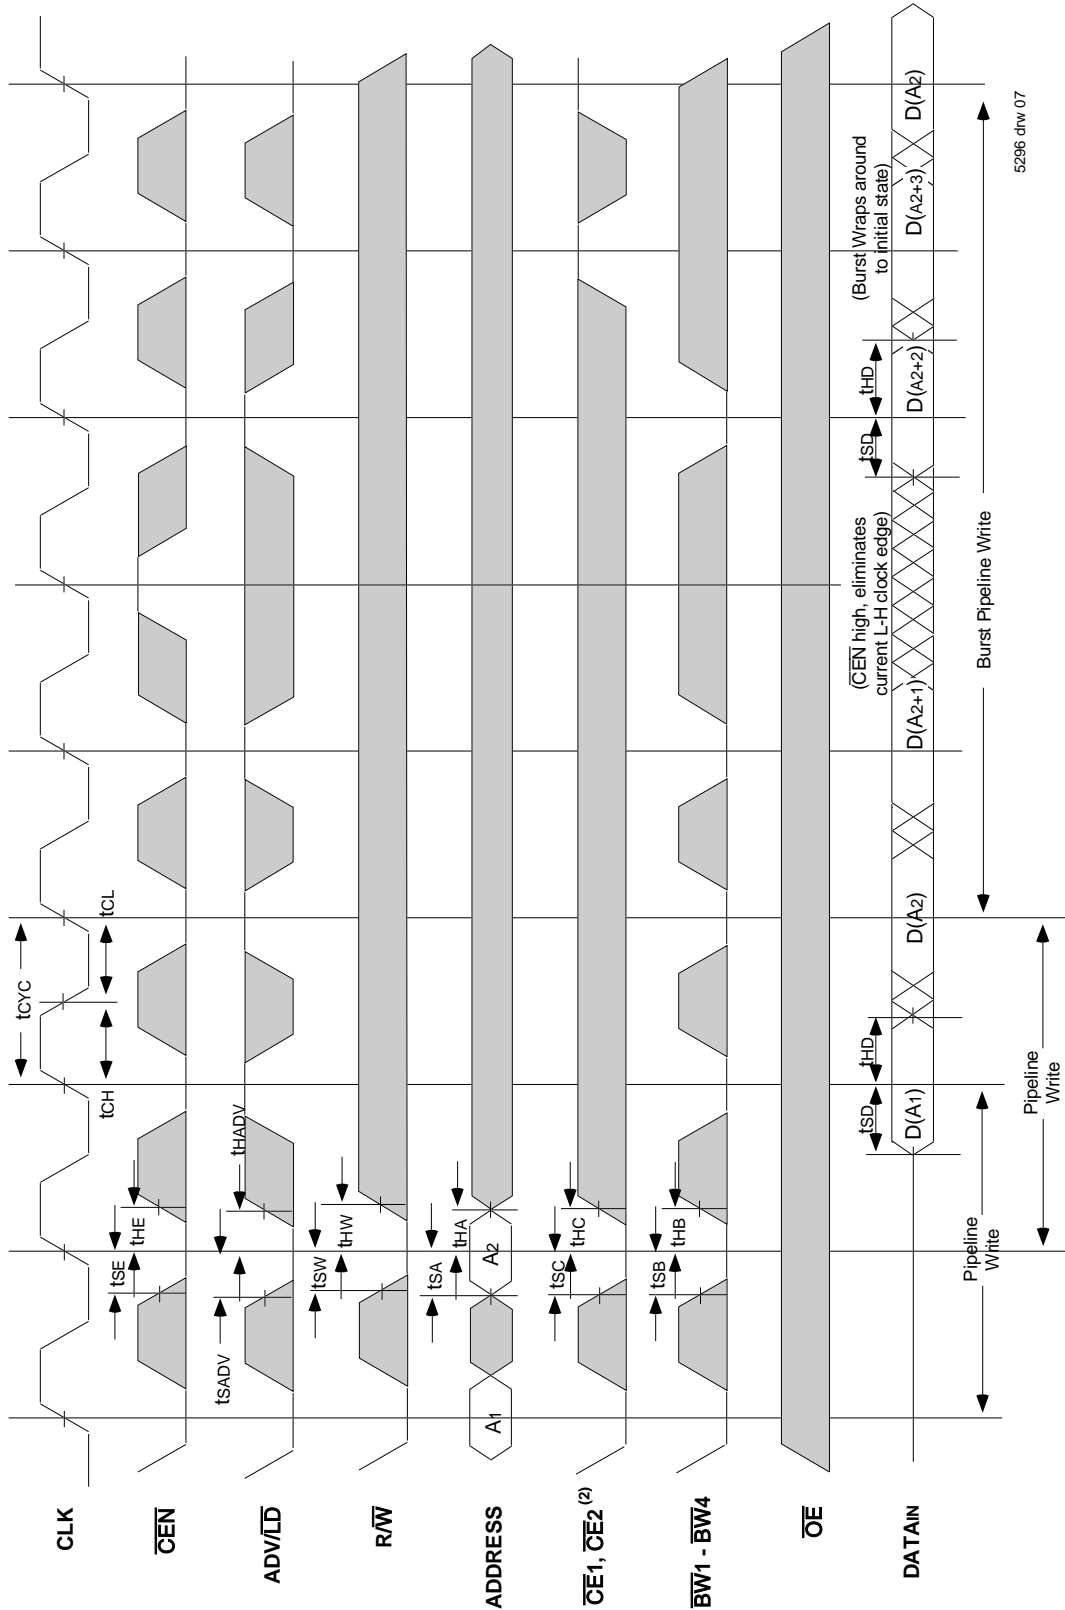 CLK
tCYC
tCH
tCL
CEN
tSE
tHE
ADV/LD
tSADV
tHADV
R/W
tSW
tHW
ADDRESS
A1
A2
tSA
tHA
CE1, CE2 (2)
tSC
tHC
BW1 - BW4
tSB
tHB
OE
(CEN high, eliminates
current L-H clock edge)
(Burst Wraps around
to initial state)
tSD
tHD
tSD
tHD
DATAIN
D(A1)
D(A2)
D(A2+1)
D(A2+2)
D(A2+3)
D(A2)
Pipeline
Write
Pipeline
Write
Burst Pipeline Write
5296 drw 07